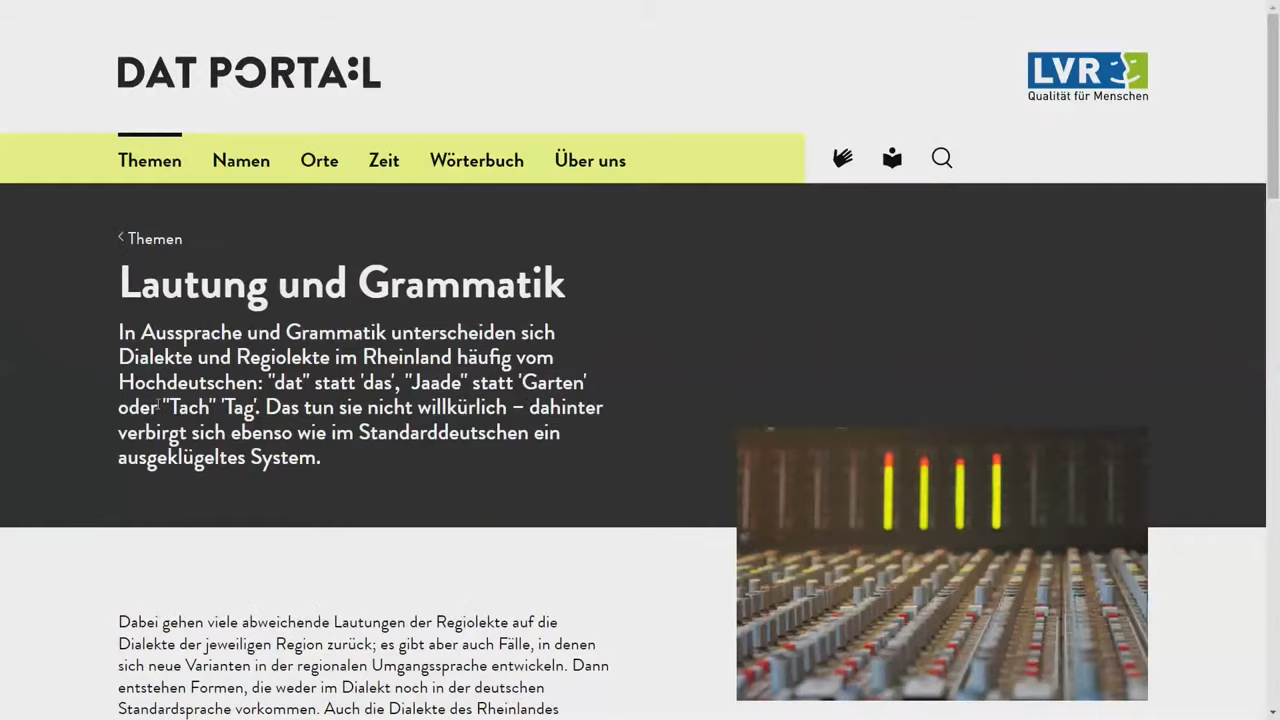 DAT PORTA:L
LVR
Qualität für Menschen
Themen Namen Orte Zeit Wörterbuch Über uns
Themen
Lautung und Grammatik
In Aussprache und Grammatik unterscheiden sich
Dialekte und Regiolekte im Rheinland häufig vom
Hochdeutschen: "dat" statt 'das', "Jaade" statt 'Garten'
oder "Tach" 'Tag'. Das tun sie nicht willkürlich – dahinter
verbirgt sich ebenso wie im Standarddeutschen ein
ausgeklügeltes System.
Dabei gehen viele abweichende Lautungen der Regiolekte auf die
Dialekte der jeweiligen Region zurück; es gibt aber auch Fälle, in denen
sich neue Varianten in der regionalen Umgangssprache entwickeln. Dann
entstehen Formen, die weder im Dialekt noch in der deutschen
Standardsprache vorkommen. Auch die Dialekte des Rheinlandes